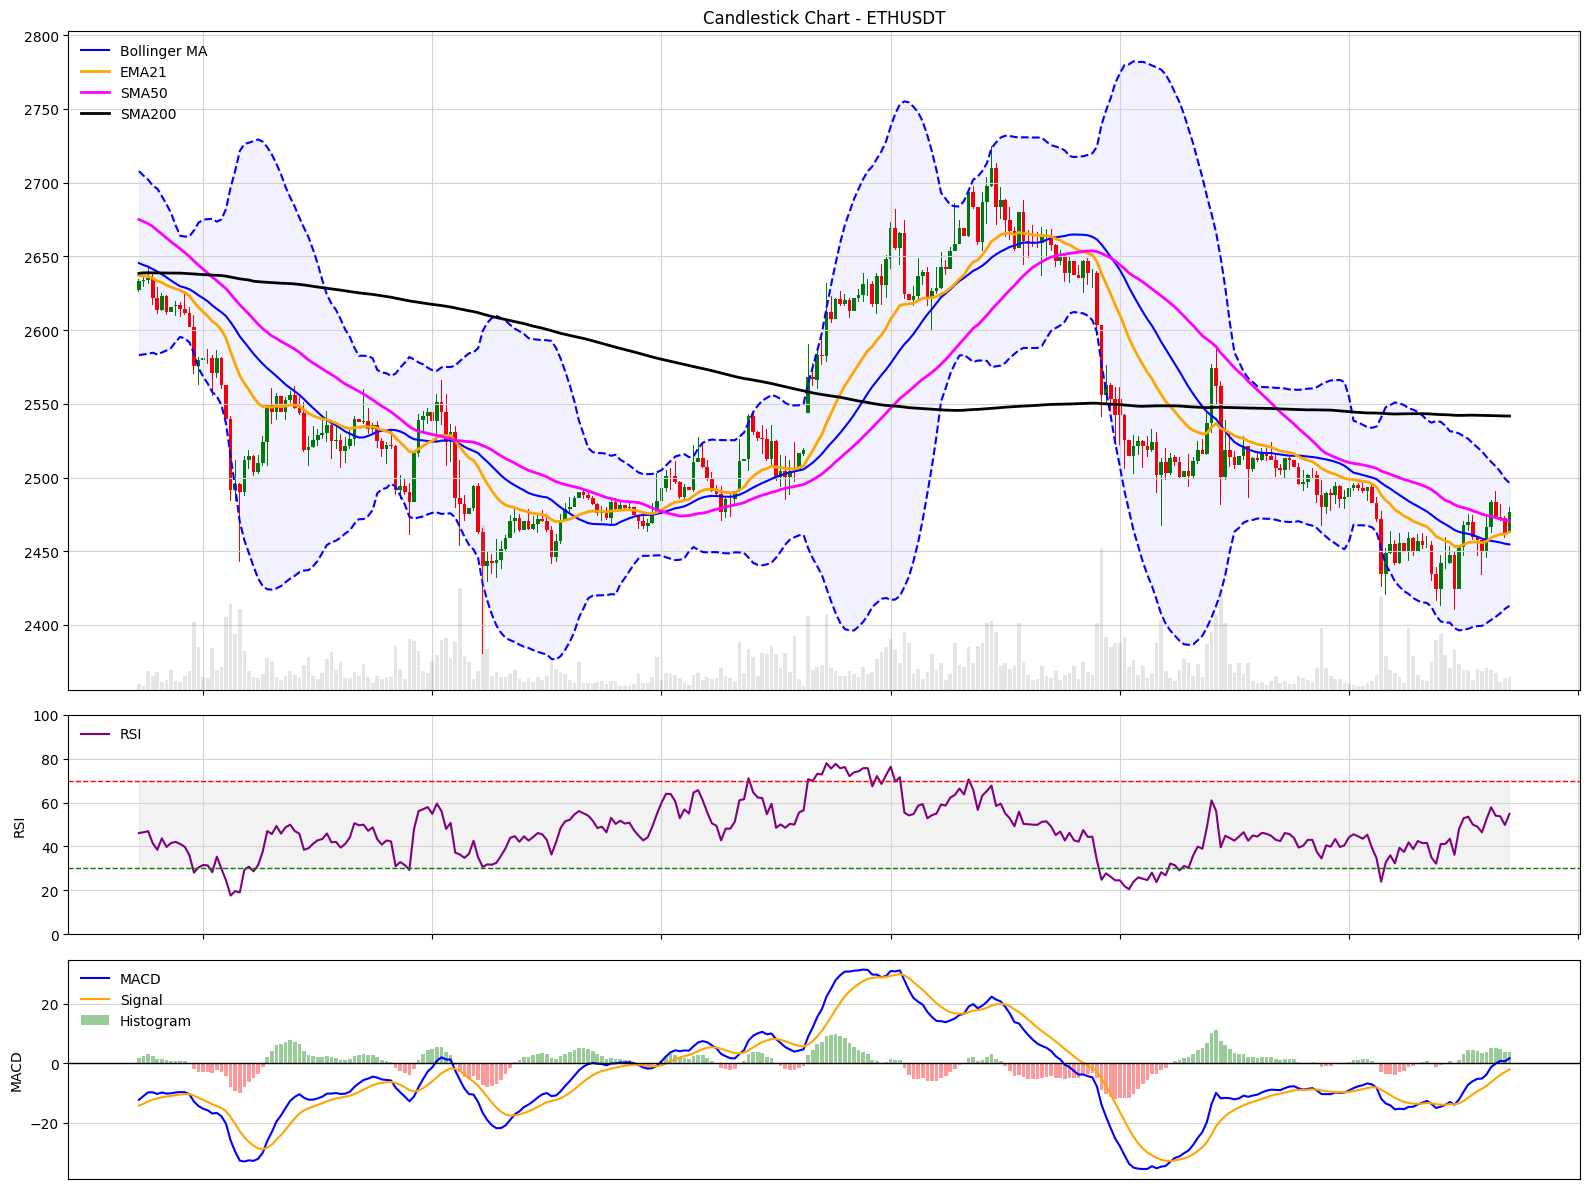 Candlestick Chart - ETHUSDT
2800
2750
2700
2650
2600
2550
2500
2450
2400
Bollinger MA
EMA21
SMA50
SMA200
100
80
60
40
20
0
RSI
RSI
20
0
−20
MACD
MACD
Signal
Histogram